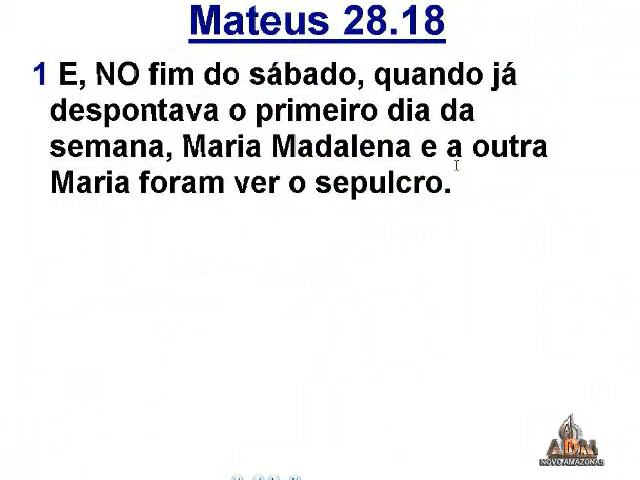 Mateus 28.18
1 E, NO fim do sábado, quando já
despontava o primeiro dia da
semana, Maria Madalena e a outra
Maria foram ver o sepulcro.
ADN
NOVO AMAZONAS